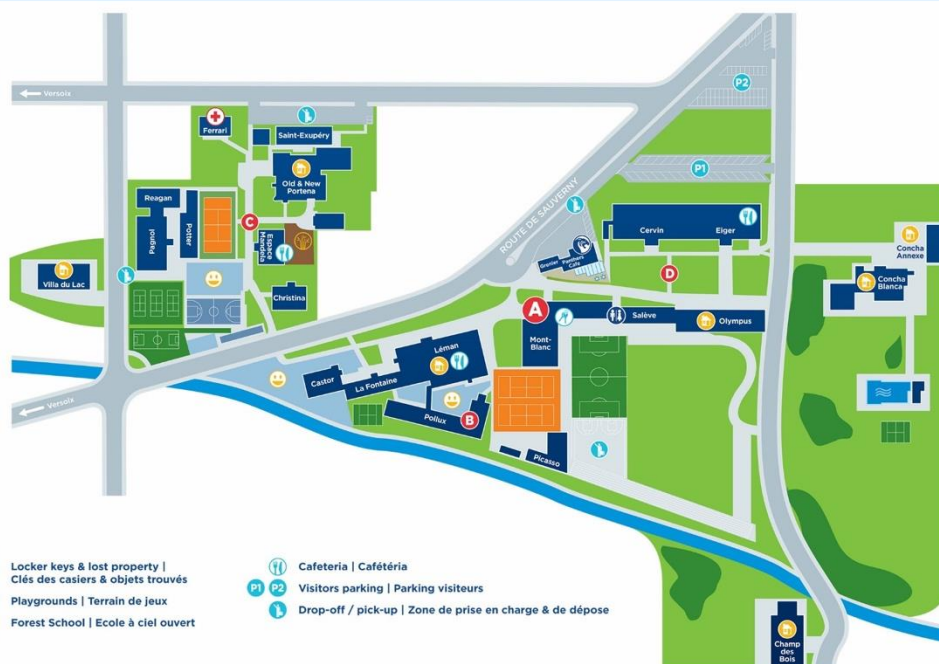 P2
Versoix
Ferrari
Saint-Exupéry
Old & New
Portena
P1
Reagan
Pagnol
Potter
C
Espace
Mandela
ROUTE DE SAUVERNY
Cervin
Eiger
Grenier
Panthers
Cafe
D
Concha
Annexe
Concha
Blanca
Villa du Lac
Christina
A
Mont-
Blanc
Salève
Olympus
Léman
Castor
La Fontaine
Pollux
B
Versoix
Picasso
Champ
des
Bois
Locker keys & lost property |
Clés des casiers & objets trouvés
Playgrounds | Terrain de jeux
Forest School | Ecole à ciel ouvert
Cafeteria | Cafétéria
P1 P2 Visitors parking | Parking visiteurs
Drop-off / pick-up | Zone de prise en charge & de dépose